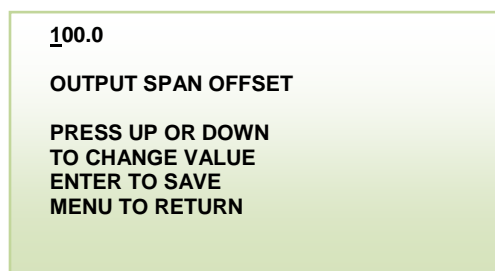 100.0
OUTPUT SPAN OFFSET
PRESS UP OR DOWN
TO CHANGE VALUE
ENTER TO SAVE
MENU TO RETURN